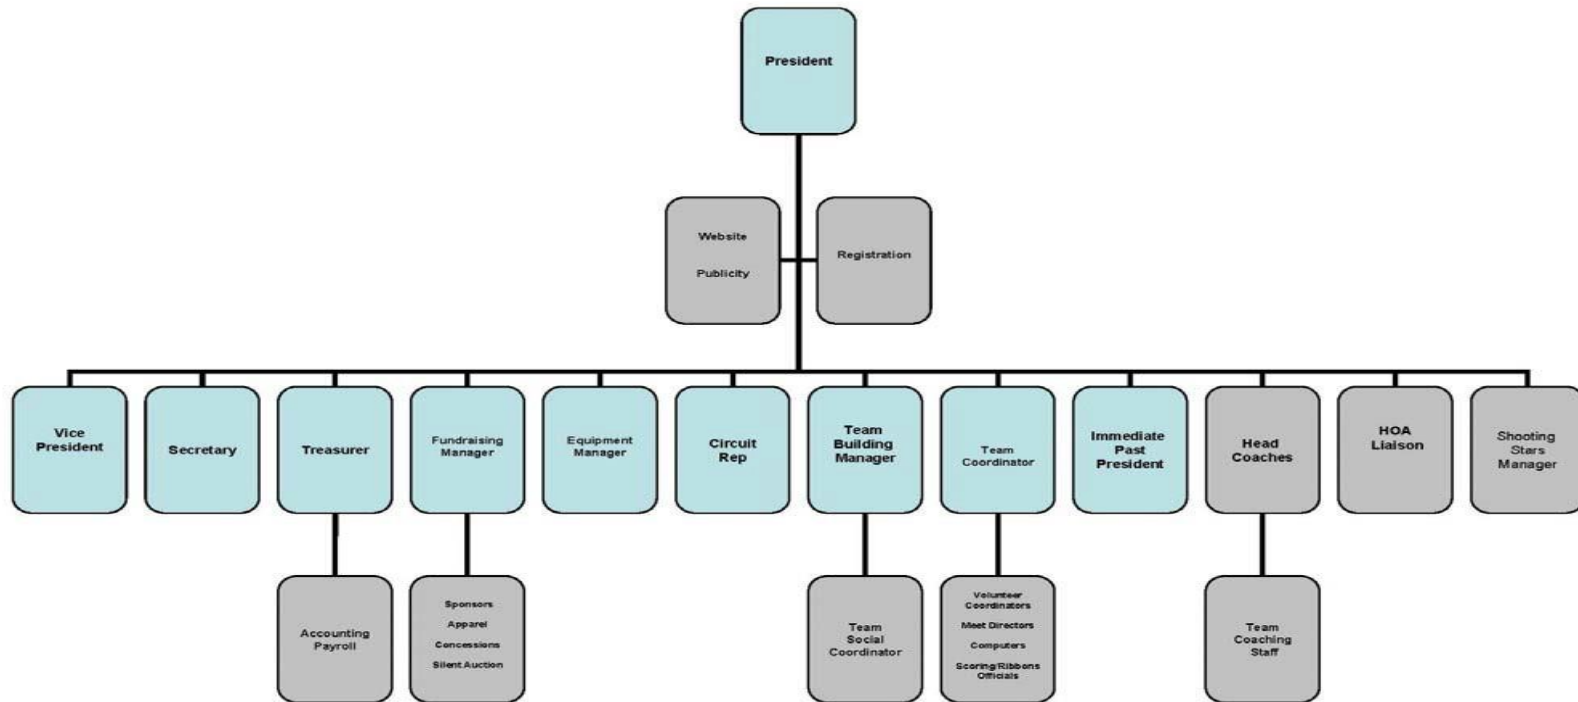 President
Website
Publicity
Registration
Vice
President
Secretary
Treasurer
Fundraising
Manager
Equipment
Manager
Circuit
Rep
Team
Building
Manager
Team
Coordinator
Immediate
Past
President
Head
Coaches
HOA
Liaison
Shooting
Stars
Manager
Accounting
Payroll
Sponsors
Apparel
Concessions
Silent Auction
Team
Social
Coordinator
Volunteer
Coordinators
Meet Directors
Computers
Scoring/Ribbons
Officials
Team
Coaching
Staff